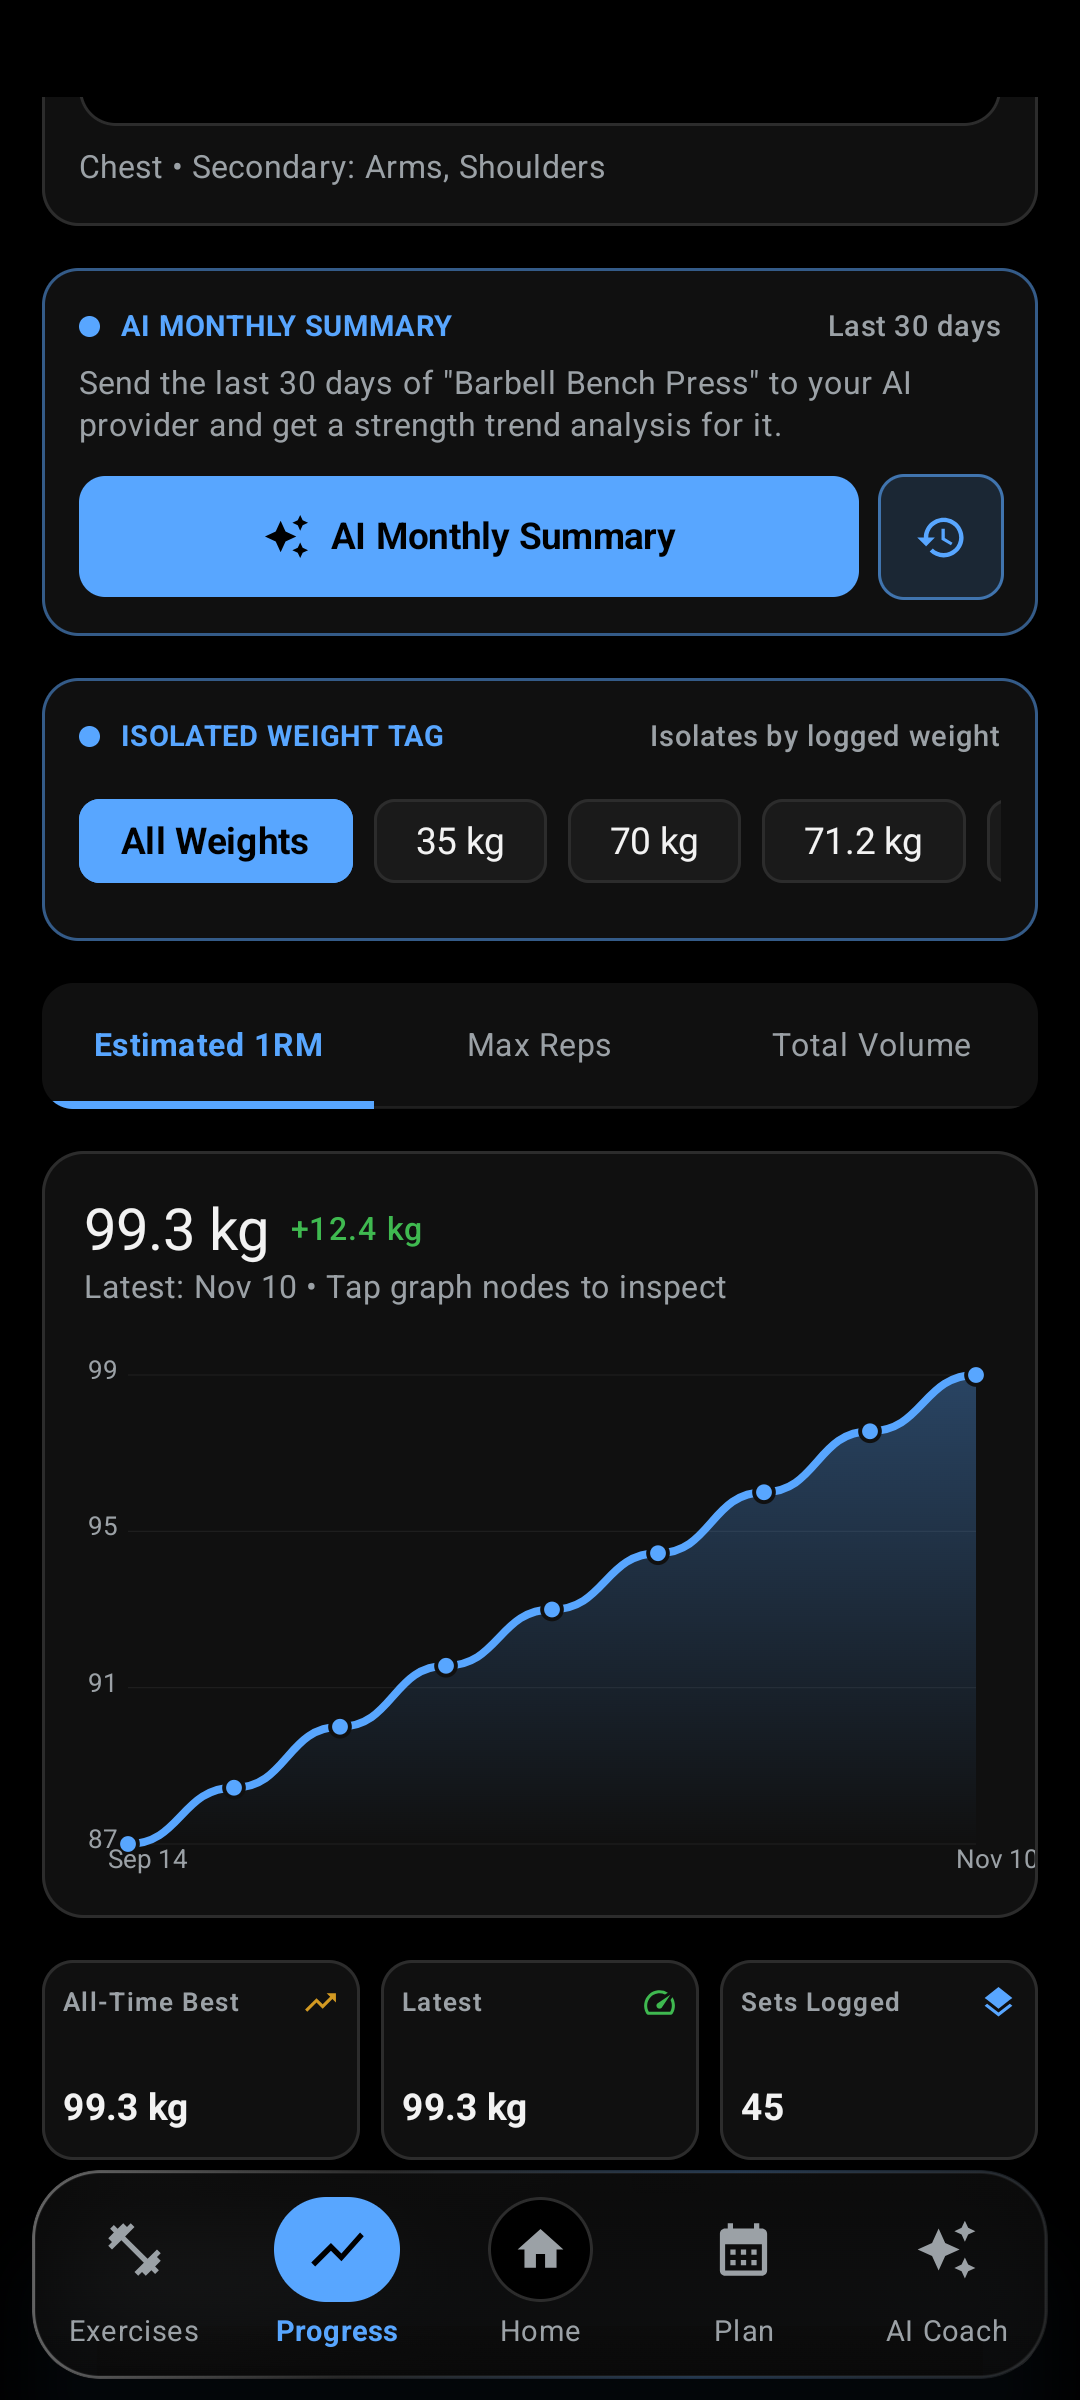 Chest • Secondary: Arms, Shoulders
AI MONTHLY SUMMARY
Last 30 days
Send the last 30 days of "Barbell Bench Press" to your AI
provider and get a strength trend analysis for it.
AI Monthly Summary
ISOLATED WEIGHT TAG
Isolates by logged weight
All Weights
35 kg
70 kg
71.2 kg
Estimated 1RM
Max Reps
Total Volume
99.3 kg +12.4 kg
Latest: Nov 10 • Tap graph nodes to inspect
99
95
91
87
Sep 14
Nov 10
All-Time Best
99.3 kg
Latest
99.3 kg
Sets Logged
45
Exercises
Progress
Home
Plan
AI Coach